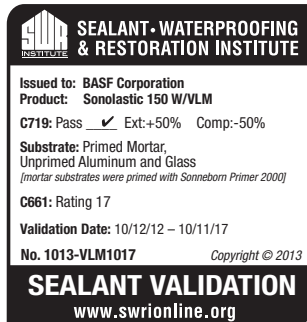 SWR
INSTITUTE
SEALANT • WATERPROOFING
& RESTORATION INSTITUTE
Issued to: BASF Corporation
Product: Sonolastic 150 W/VLM
C719: Pass ✔ Ext:+50% Comp:-50%
Substrate: Primed Mortar,
Unprimed Aluminum and Glass
[mortar substrates were primed with Sonneborn Primer 2000]
C661: Rating 17
Validation Date: 10/12/12 – 10/11/17
No. 1013-VLM1017 Copyright © 2013
SEALANT VALIDATION
www.swrionline.org